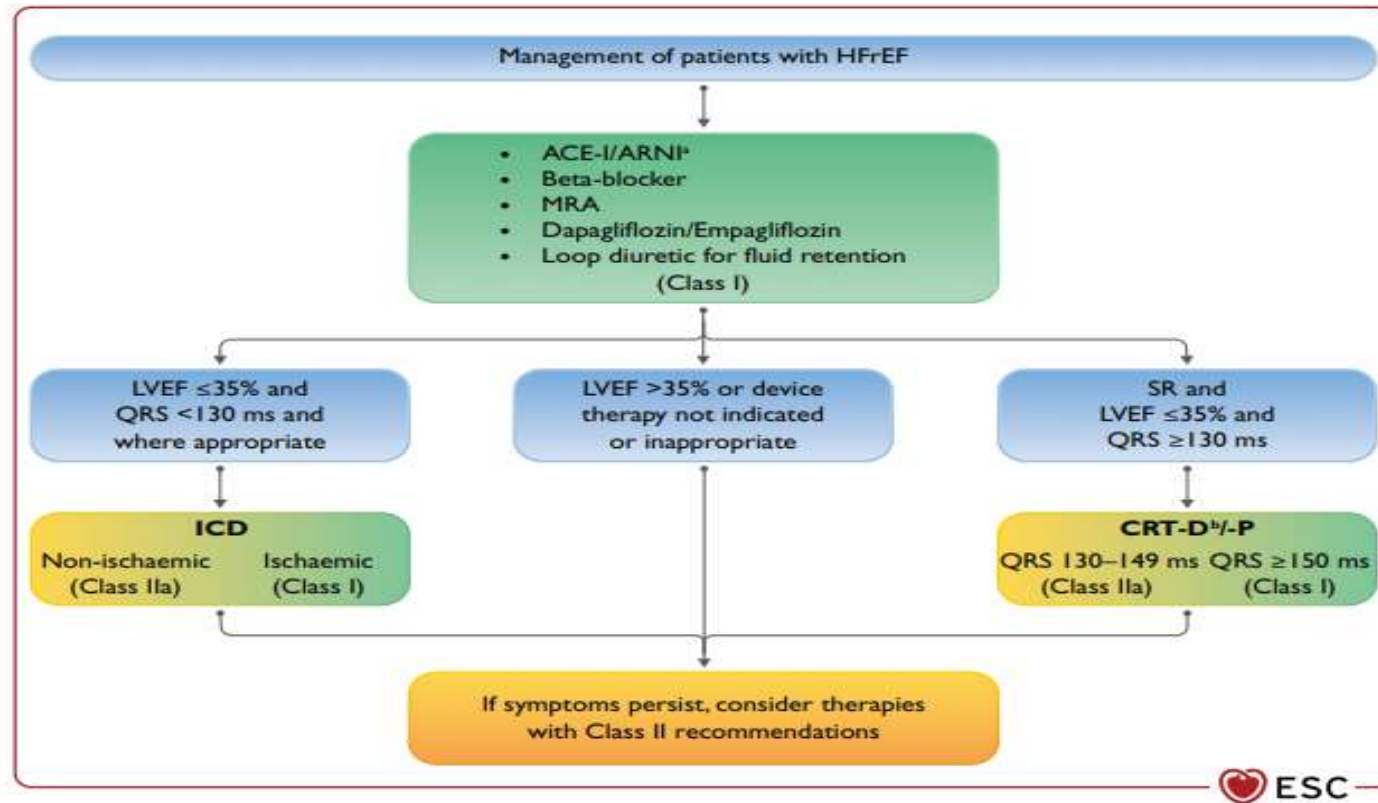 Management of patients with HFrEF
• ACE-I/ARNIᵃ
• Beta-blocker
• MRA
• Dapagliflozin/Empagliflozin
• Loop diuretic for fluid retention
(Class I)
LVEF ≤35% and
QRS <130 ms and
where appropriate
LVEF >35% or device
therapy not indicated
or inappropriate
SR and
LVEF ≤35% and
QRS ≥130 ms
ICD
Non-ischaemic
(Class IIa)
Ischaemic
(Class I)
CRT-Dᵇ/-P
QRS 130–149 ms
(Class IIa)
QRS ≥150 ms
(Class I)
If symptoms persist, consider therapies
with Class II recommendations
ESC